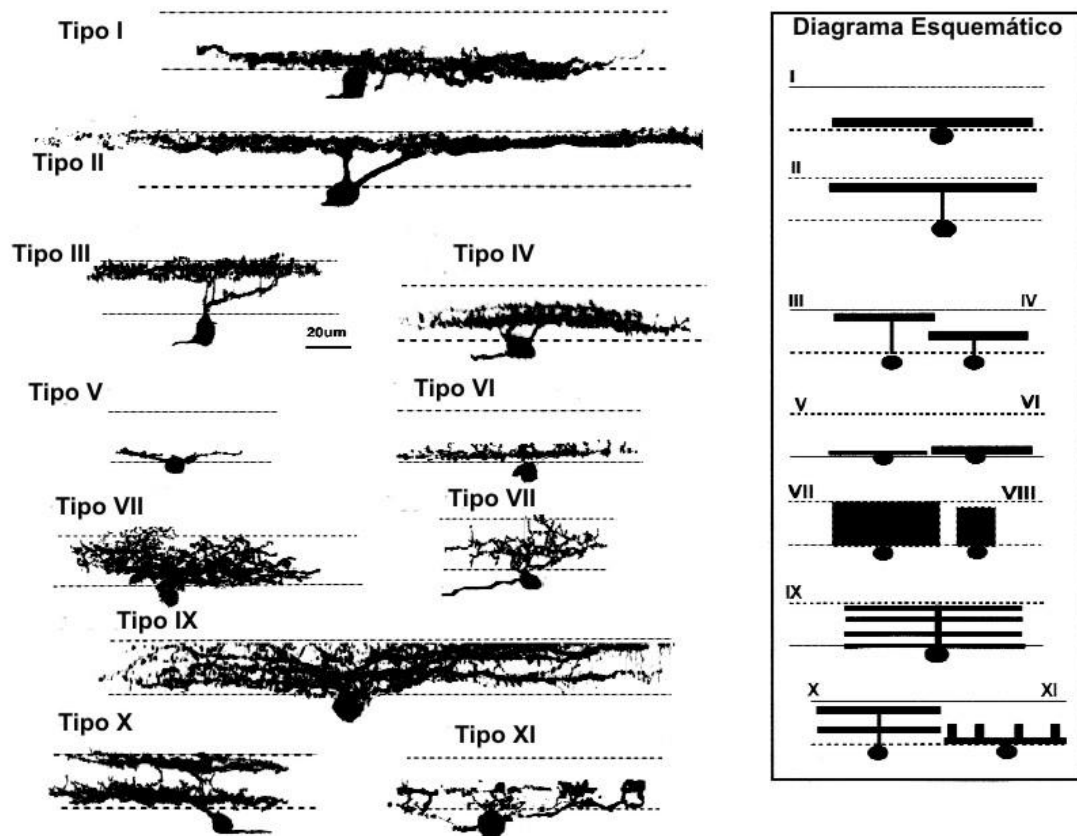 Tipo I
Tipo II
Tipo III
Tipo IV
20um
Tipo V
Tipo VI
Tipo VII
Tipo VII
Tipo IX
Tipo X
Tipo XI
Diagrama Esquemático
I
II
III IV
V VI
VII VIII
IX
X XI